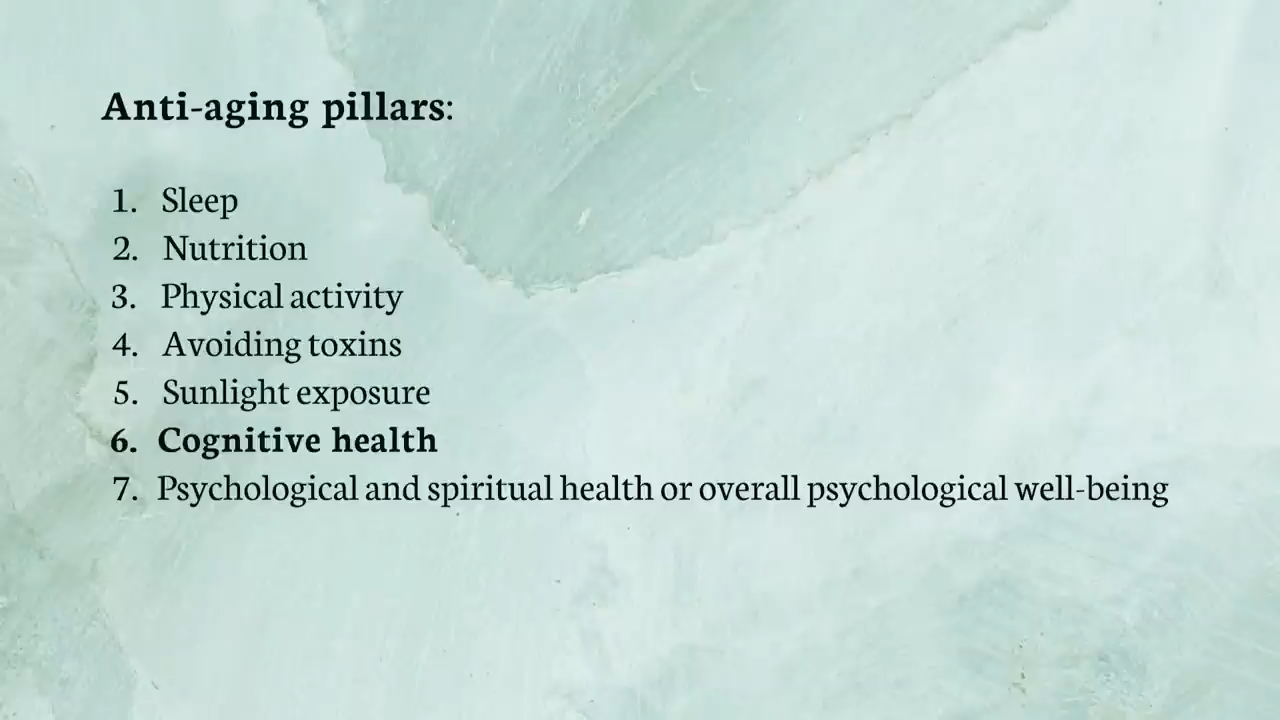 Anti-aging pillars:
1. Sleep
2. Nutrition
3. Physical activity
4. Avoiding toxins
5. Sunlight exposure
6. Cognitive health
7. Psychological and spiritual health or overall psychological well-being